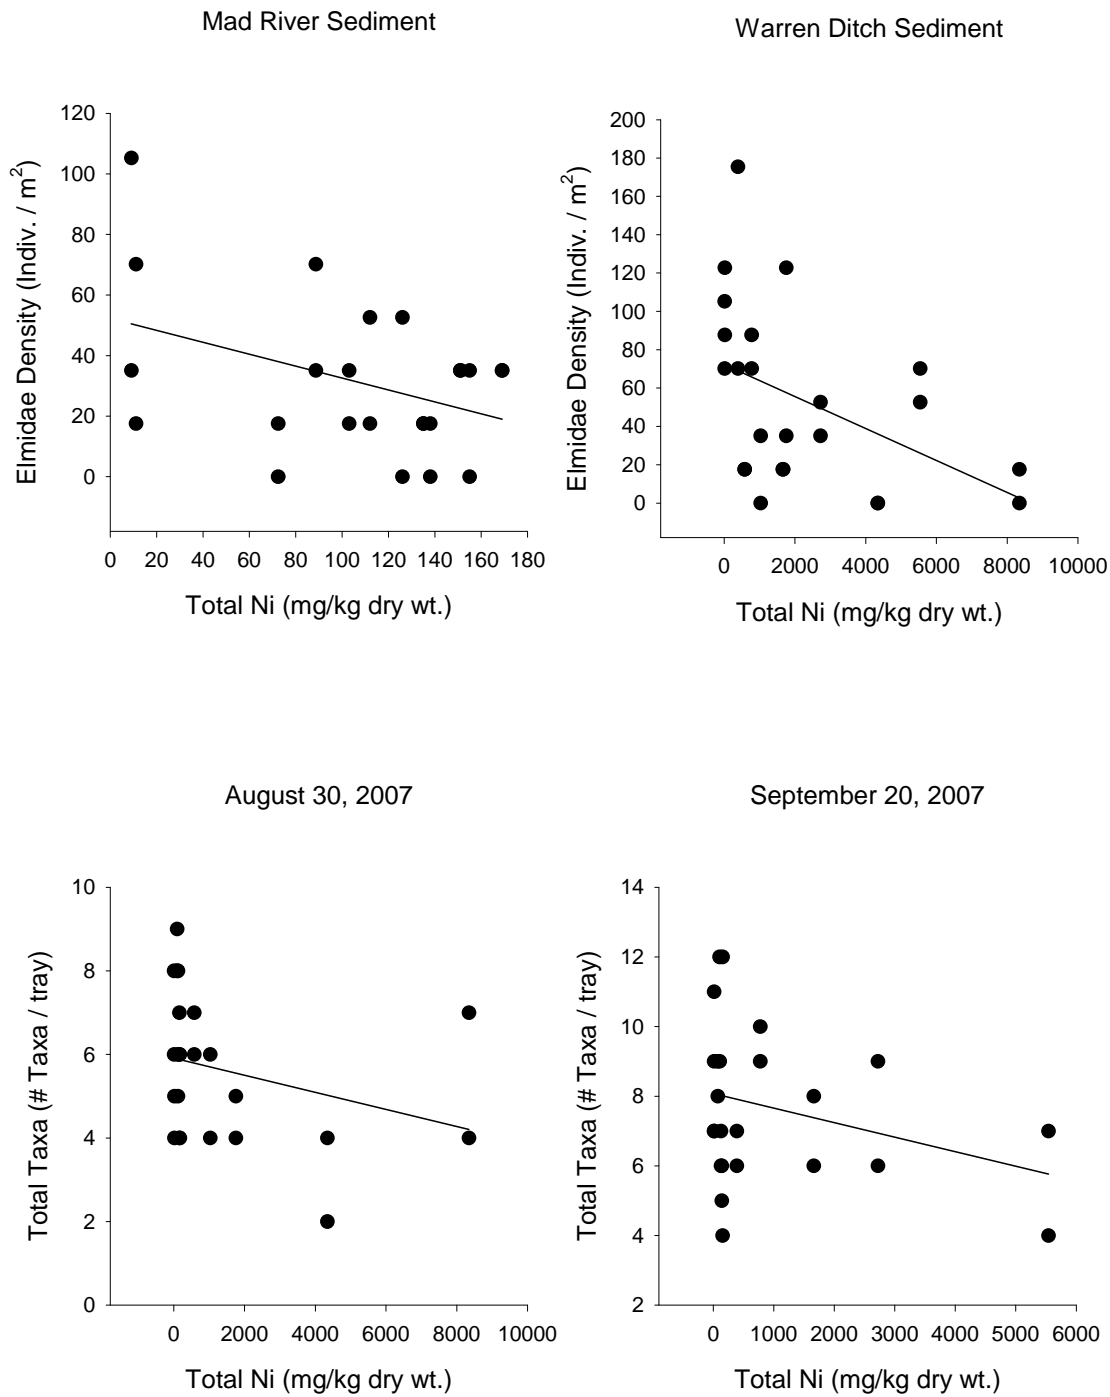 Mad River Sediment
Elmidae Density (Indiv. / m²)
120
100
80
60
40
20
0
0 20 40 60 80 100 120 140 160 180
Total Ni (mg/kg dry wt.)
Warren Ditch Sediment
Elmidae Density (Indiv. / m²)
200
180
160
140
120
100
80
60
40
20
0
0 2000 4000 6000 8000 10000
Total Ni (mg/kg dry wt.)
August 30, 2007
Total Taxa (# Taxa / tray)
10
8
6
4
2
0
0 2000 4000 6000 8000 10000
Total Ni (mg/kg dry wt.)
September 20, 2007
Total Taxa (# Taxa / tray)
14
12
10
8
6
4
2
0 1000 2000 3000 4000 5000 6000
Total Ni (mg/kg dry wt.)